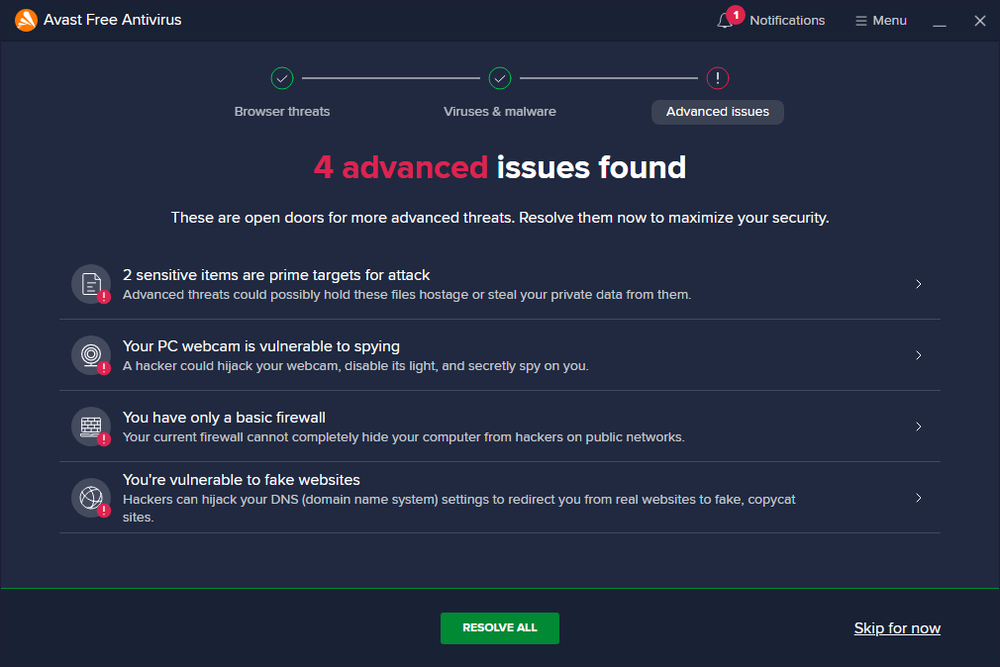 Avast Free Antivirus
1
Notifications
Menu
Browser threats
Viruses & malware
!
Advanced issues
4 advanced issues found
These are open doors for more advanced threats. Resolve them now to maximize your security.
2 sensitive items are prime targets for attack
Advanced threats could possibly hold these files hostage or steal your private data from them.
Your PC webcam is vulnerable to spying
A hacker could hijack your webcam, disable its light, and secretly spy on you.
You have only a basic firewall
Your current firewall cannot completely hide your computer from hackers on public networks.
You're vulnerable to fake websites
Hackers can hijack your DNS (domain name system) settings to redirect you from real websites to fake, copycat
sites.
RESOLVE ALL
Skip for now